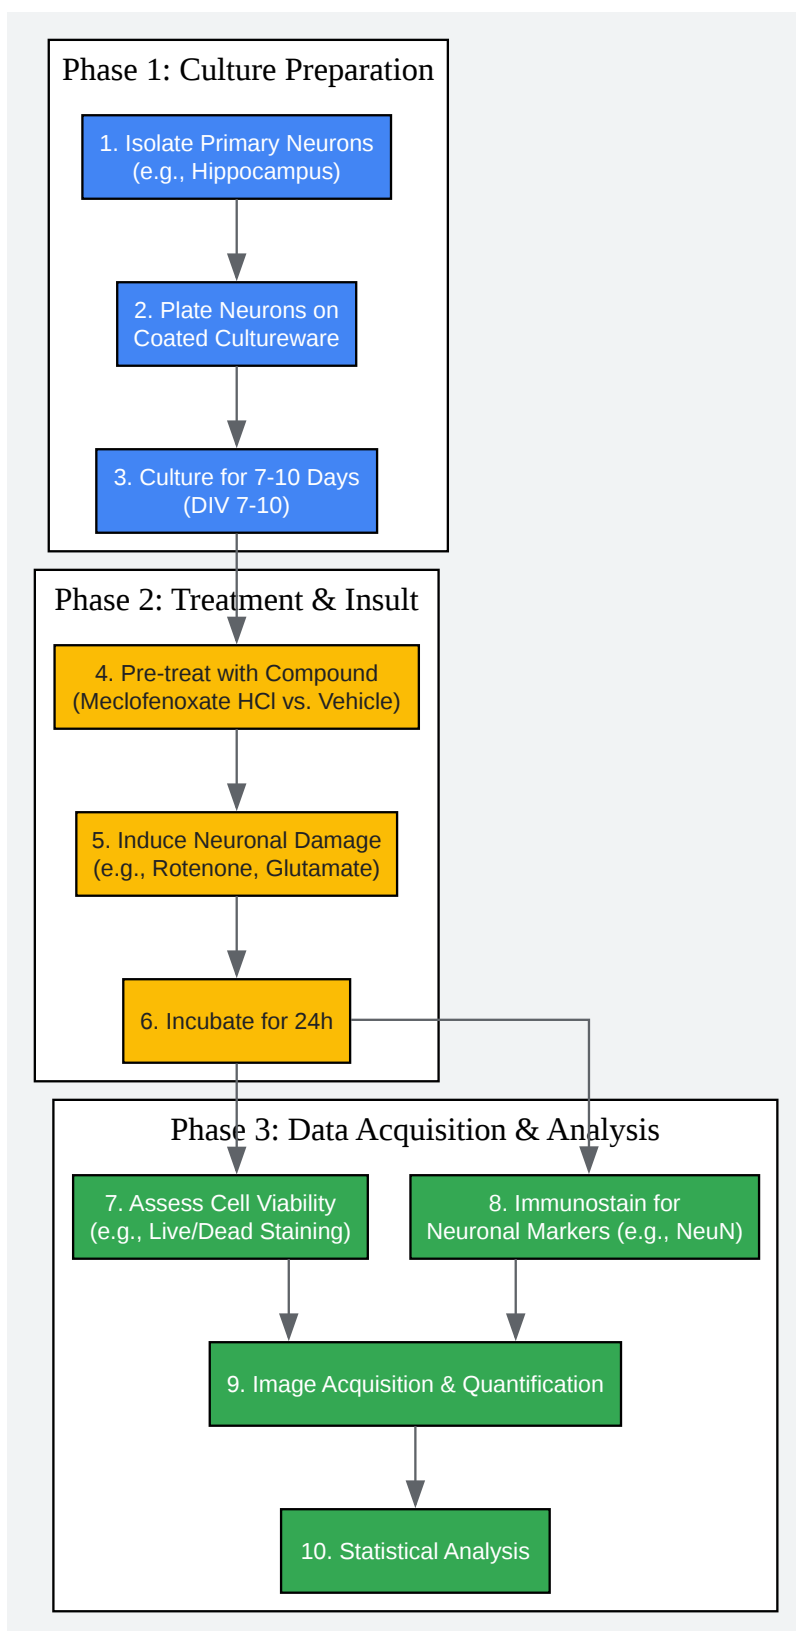 Phase 1: Culture Preparation
1. Isolate Primary Neurons
(e.g., Hippocampus)
2. Plate Neurons on
Coated Cultureware
3. Culture for 7-10 Days
(DIV 7-10)
Phase 2: Treatment & Insult
4. Pre-treat with Compound
(Meclofenoxate HCl vs. Vehicle)
5. Induce Neuronal Damage
(e.g., Rotenone, Glutamate)
6. Incubate for 24h
Phase 3: Data Acquisition & Analysis
7. Assess Cell Viability
(e.g., Live/Dead Staining)
8. Immunostain for
Neuronal Markers (e.g., NeuN)
9. Image Acquisition & Quantification
10. Statistical Analysis